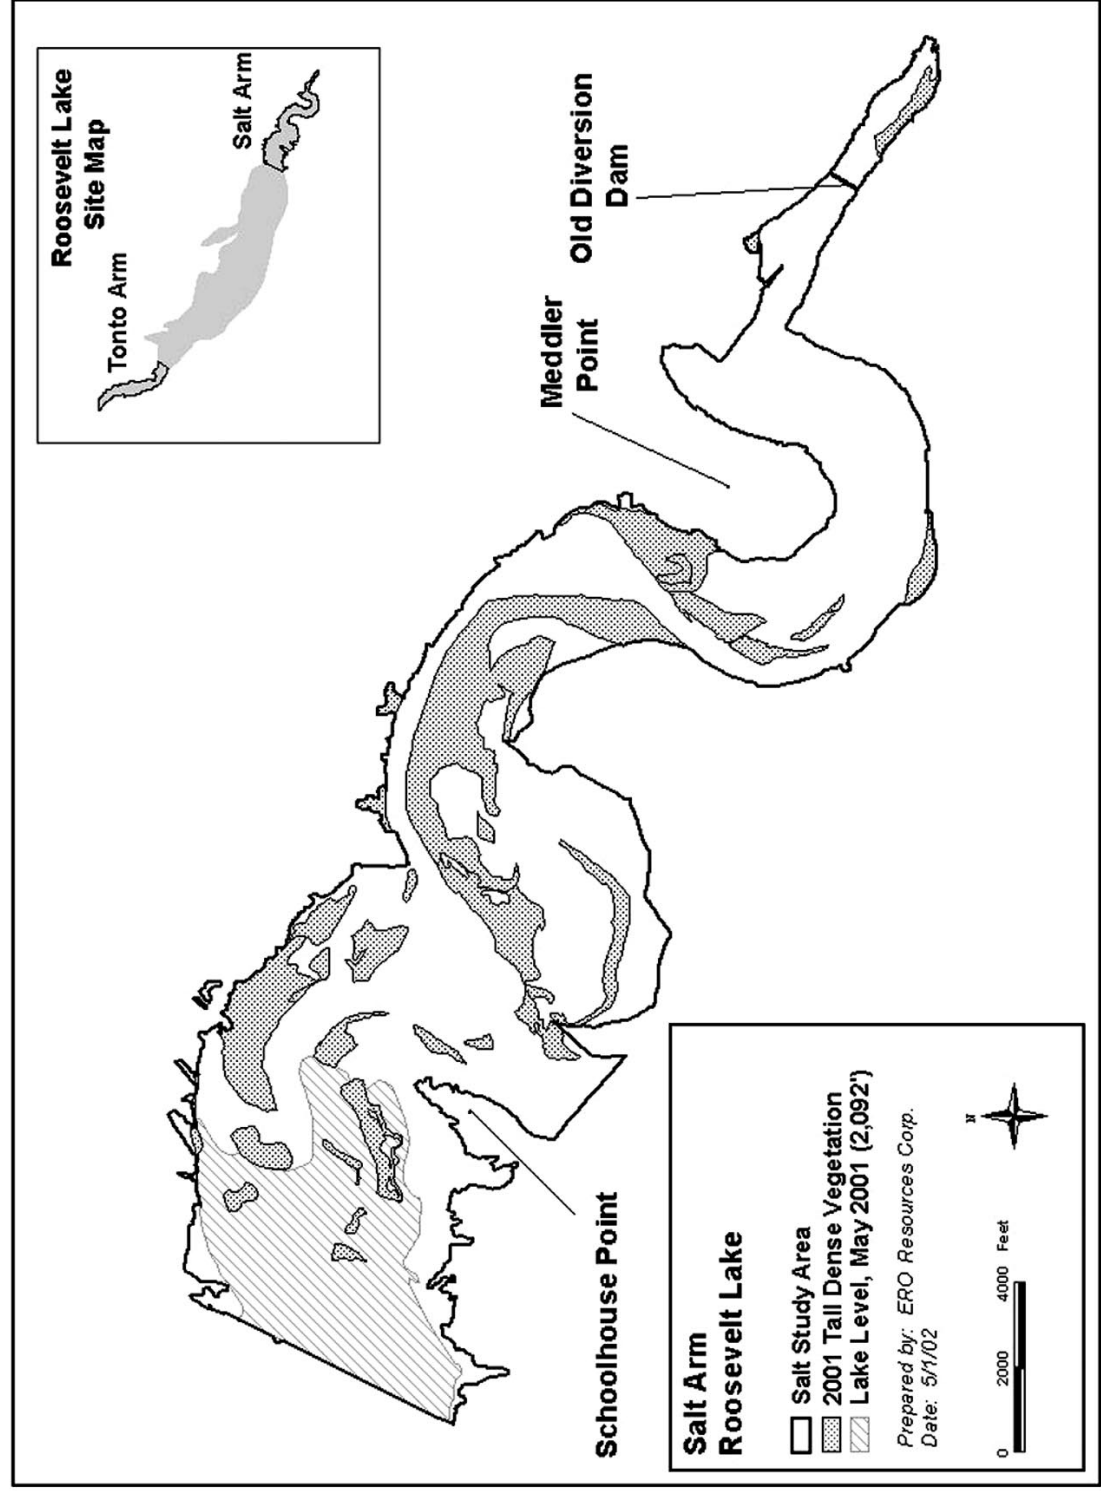 Roosevelt Lake
Site Map
Tonto Arm
Salt Arm
Old Diversion
Dam
Meddler
Point
Schoolhouse Point
Salt Arm
Roosevelt Lake
Salt Study Area
2001 Tall Dense Vegetation
Lake Level, May 2001 (2,092')
Prepared by: ERO Resources Corp.
Date: 5/1/02
0 2000 4000 Feet
N